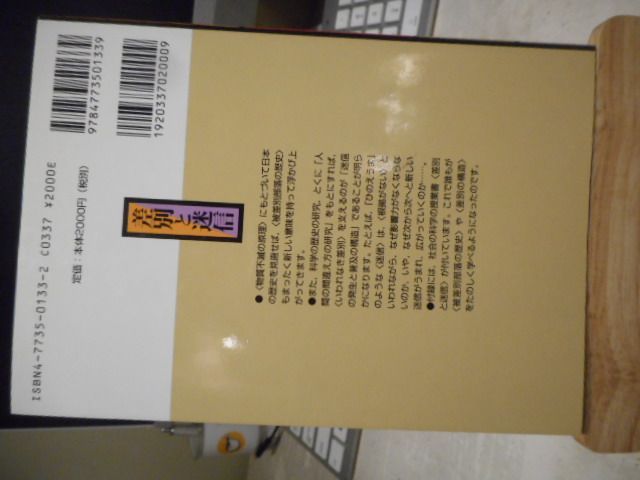 差別と迷信
●〈物質不滅の原理〉にもとづいて日本
の歴史を見直せば、〈被差別部落の歴史〉
もまったく新しい意味を持って浮かび上
がってきます。
●また、科学の歴史の研究、とくに「人
間の間違え方の研究」をもとにすれば、
〈いわれなき差別〉を支えるのが「迷信
の発生と普及の構造」であることが明ら
かになります。たとえば、「ひのえうま」
のような〈迷信〉は、〈根拠がない〉と
いわれながら、なぜ影響力がなくならな
いのか、いや、なぜ次から次へと新しい
迷信がうまれ、広がっていくのか……。
●付録には、社会の科学の授業書〈差別
と迷信〉が付いています。これで誰もが
〈被差別部落の歴史〉や〈差別の構造〉
をたのしく学べるようになったのです。
9784773501339
1920337020009
ISBN4-7735-0133-2 C0337 ¥2000E
定価：本体2000円（税別）